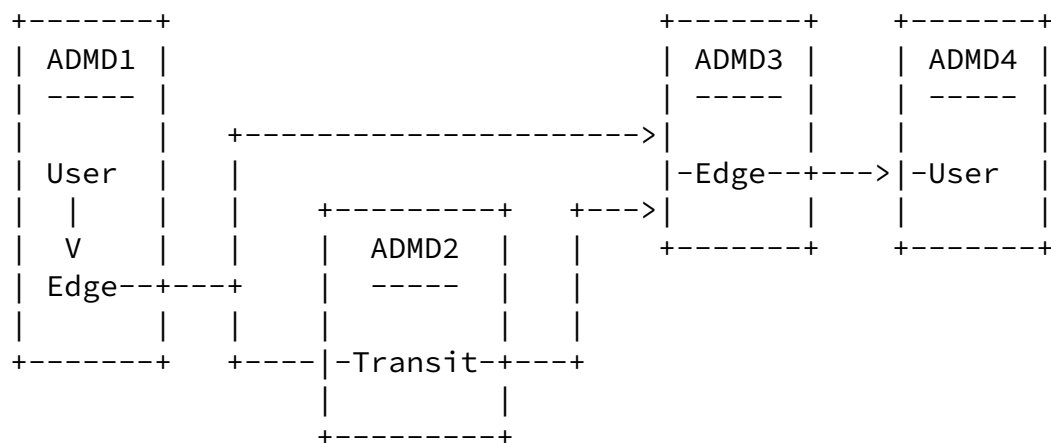 +-------+                           +-------+   +-------+
| ADMD1 |                           | ADMD3 |   | ADMD4 |
| ----- |                           | ----- |   | ----- |
|       |   +---------------------->|       |   |       |
| User  |   |                       |-Edge--+--->|-User  |
|  |    |   |     +---------+   +--->|       |   |       |
|  V    |   |     |  ADMD2  |   |   +-------+   +-------+
| Edge--+---+     |  -----  |   |
|       |   |     |         |   |
+-------+   +----|-Transit-+---+
                 |         |
                 +---------+